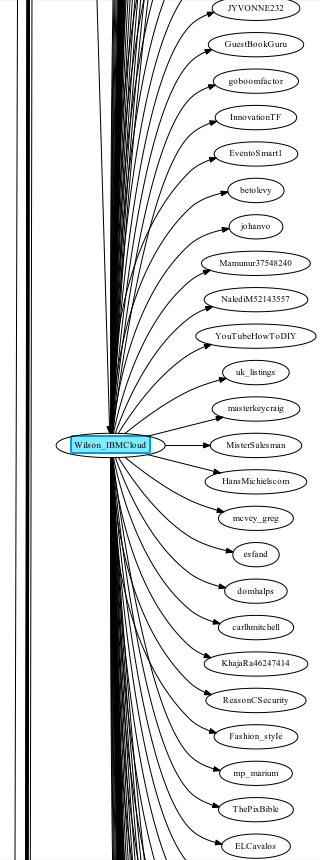 JYVONNE232
GuestBookGuru
goboomfactor
InnovationTF
EventoSmart1
betolevy
johanvo
Mamunur37548240
NalediM52143557
YouTubeHowToDIY
uk_listings
masterkeycraig
Wilson_IBMCloud
MisterSalesman
HansMichielscom
mcvey_greg
esfand
domhalps
carlhmitchell
KhajaRa46247414
ReasonCSecurity
Fashion_style
mp_marium
ThePixBible
ELCavalos